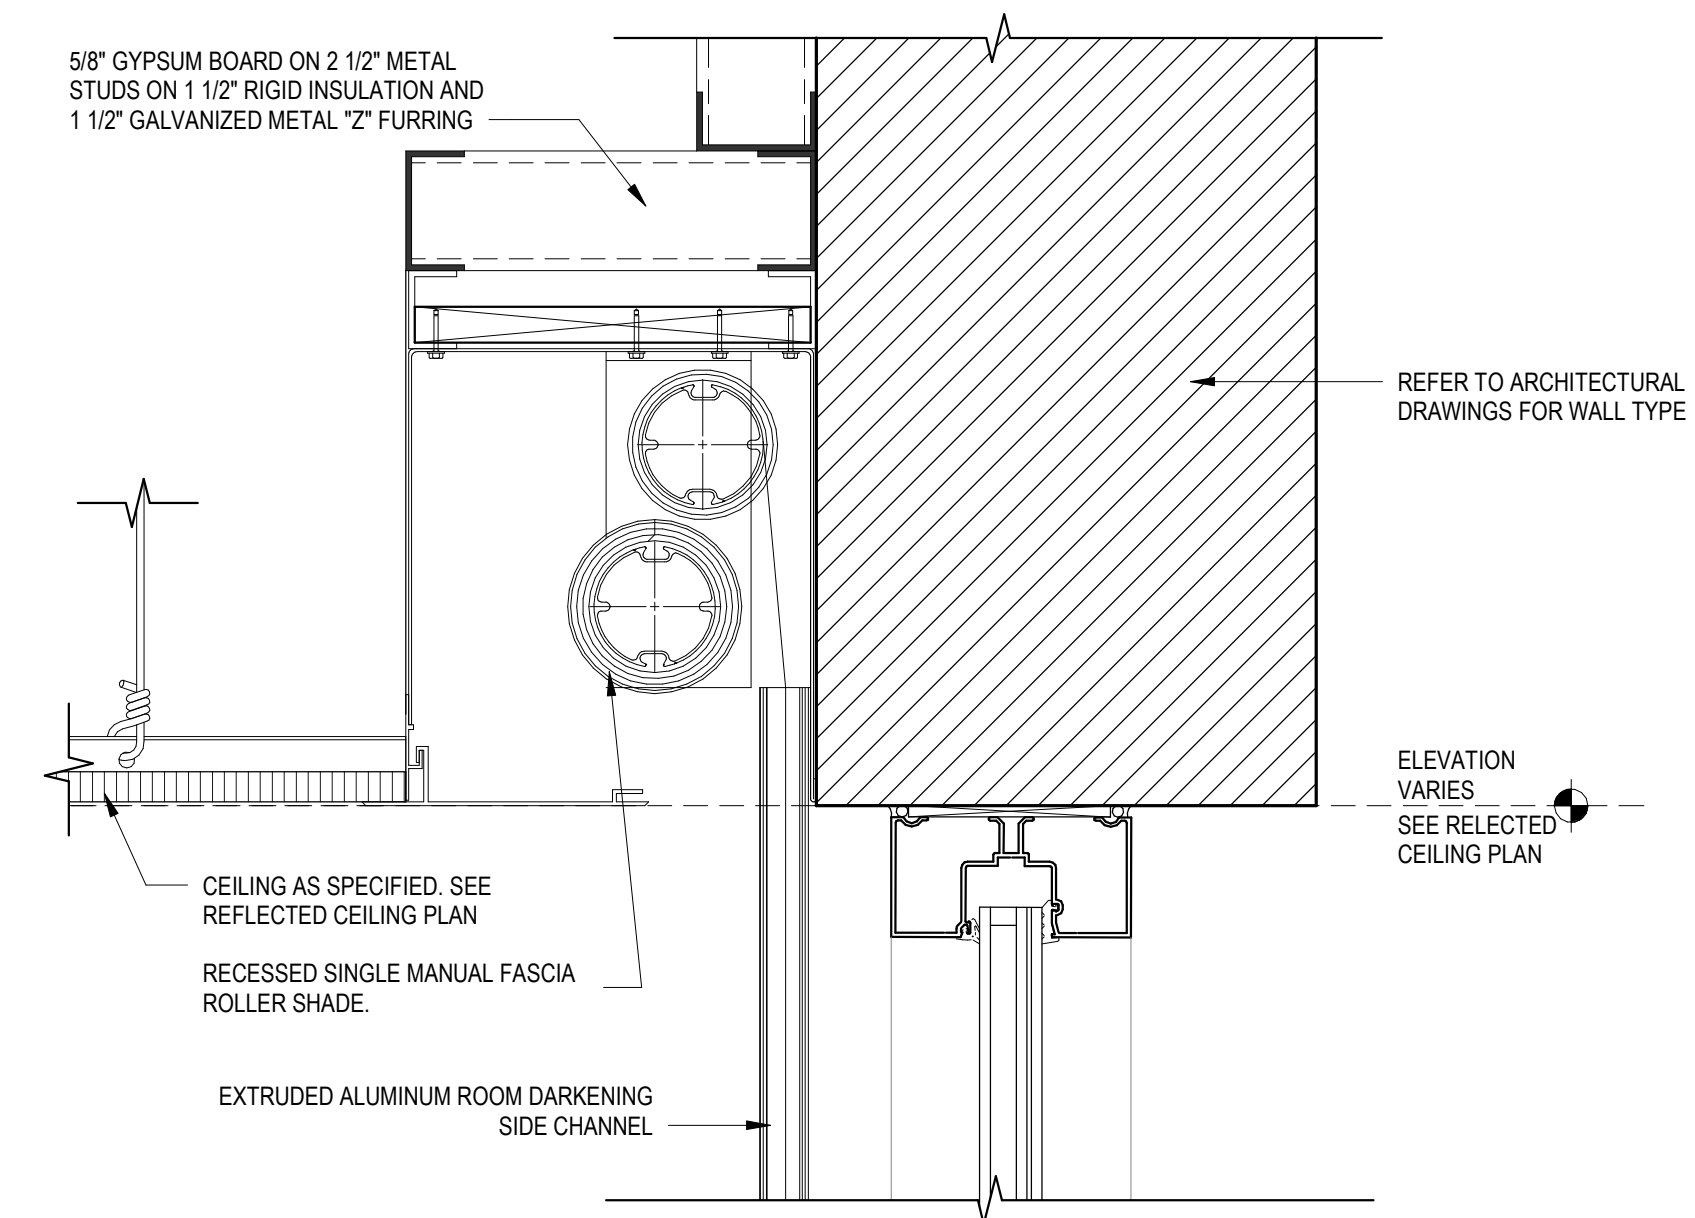 5/8" GYPSUM BOARD ON 2 1/2" METAL
STUDS ON 1 1/2" RIGID INSULATION AND
1 1/2" GALVANIZED METAL "Z" FURRING
REFER TO ARCHITECTURAL
DRAWINGS FOR WALL TYPE
ELEVATION
VARIES
SEE RELECTED
CEILING PLAN
CEILING AS SPECIFIED. SEE
REFLECTED CEILING PLAN
RECESSED SINGLE MANUAL FASCIA
ROLLER SHADE.
EXTRUDED ALUMINUM ROOM DARKENING
SIDE CHANNEL